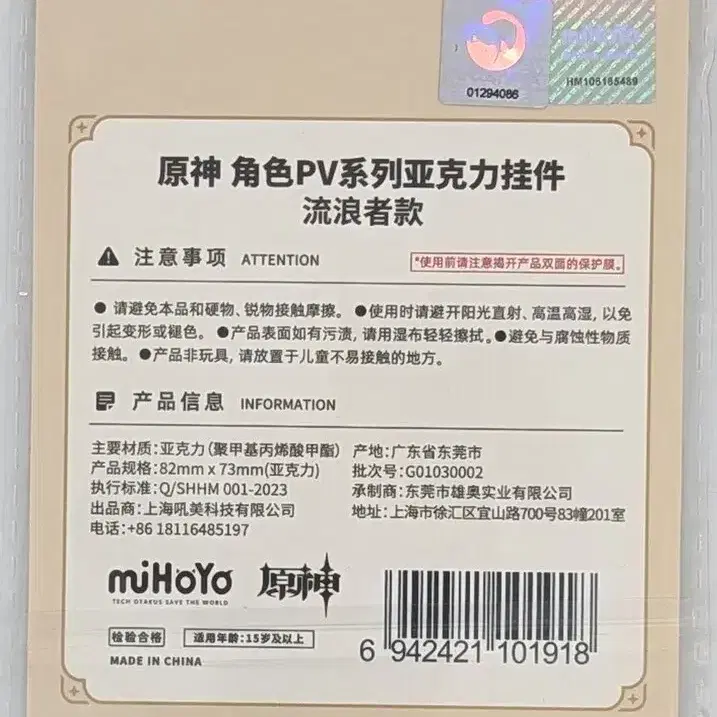 01294086
HM106185489
原神 角色PV系列亚克力挂件
流浪者款
注意事项 ATTENTION
*使用前请注意揭开产品双面的保护膜。
● 请避免本品和硬物、锐物接触摩擦。 ●使用时请避开阳光直射、高温高湿, 以免
引起变形或褪色。 ●产品表面如有污渍, 请用湿布轻轻擦拭。●避免与腐蚀性物质
接触。 ●产品非玩具, 请放置于儿童不易接触的地方。
产品信息 INFORMATION
主要材质:亚克力(聚甲基丙烯酸甲酯) 产地:广东省东莞市
产品规格:82mm x 73mm(亚克力) 批次号:G01030002
执行标准:Q/SHHM 001-2023 承制商:东莞市雄奥实业有限公司
出品商:上海吼美科技有限公司 地址:上海市徐汇区宜山路700号83幢201室
电话:+86 18116485197
miHoYo 原神
TECH OTAKUS SAVE THE WORLD
检验合格 适用年龄:15岁及以上
MADE IN CHINA
6 942421 101918